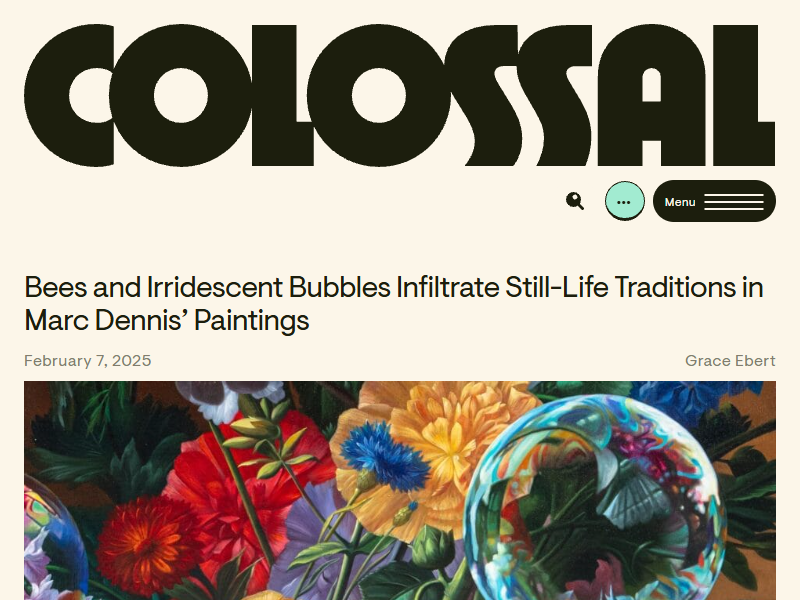 COLOSSAL
Menu
Bees and Irridescent Bubbles Infiltrate Still-Life Traditions in
Marc Dennis’ Paintings
February 7, 2025
Grace Ebert